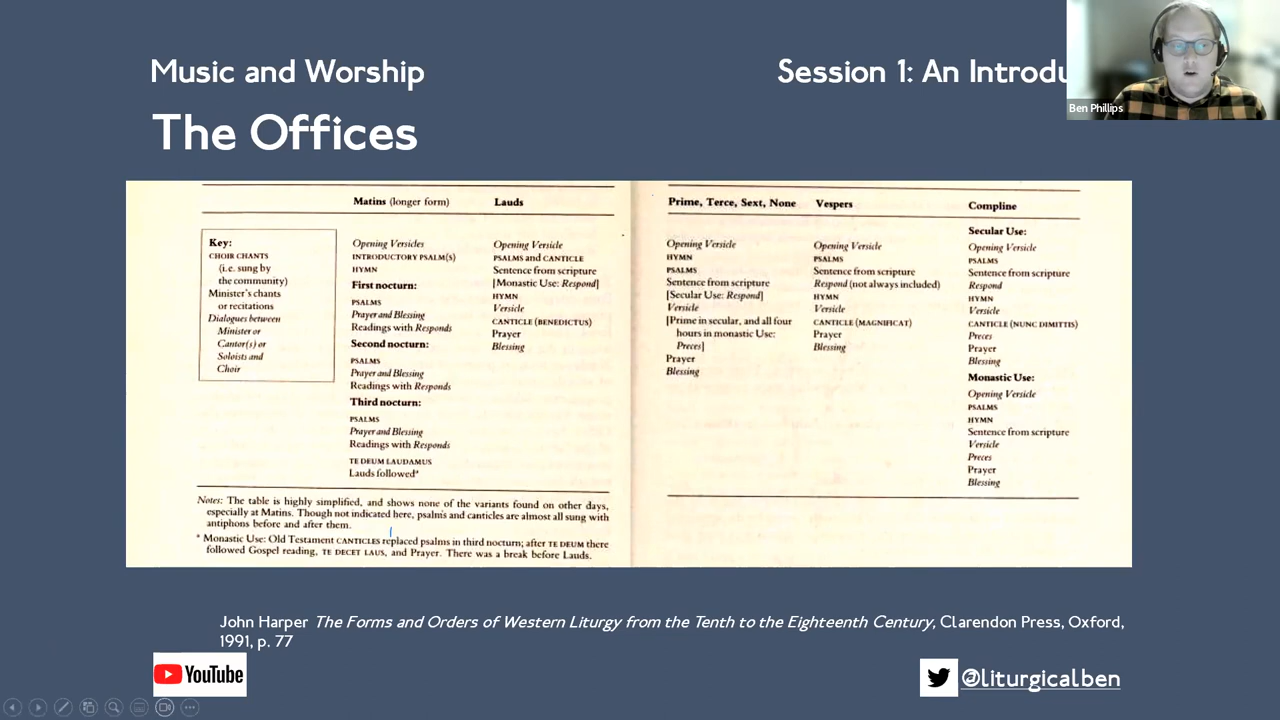 Music and Worship
Session 1: An Introdu
Ben Phillips
The Offices
Matins (longer form)
Lauds
Key:
CHOIR CHANTS
(i.e. sung by
the community)
Minister's chants
or recitations
Dialogues between
Minister or
Cantor(s) or
Soloists and
Choir
Opening Versicles
INTRODUCTORY PSALM(S)
HYMN
First nocturn:
PSALMS
Prayer and Blessing
Readings with Responds
Second nocturn:
PSALMS
Prayer and Blessing
Readings with Responds
Third nocturn:
PSALMS
Prayer and Blessing
Readings with Responds
TE DEUM LAUDAMUS
Lauds followed*
Opening Versicle
PSALMS and CANTICLE
Sentence from scripture
[Monastic Use: Respond]
HYMN
Versicle
CANTICLE (BENEDICTUS)
Prayer
Blessing
Notes: The table is highly simplified, and shows none of the variants found on other days,
especially at Matins. Though not indicated here, psalms and canticles are almost all sung with
antiphons before and after them.
* Monastic Use: Old Testament CANTICLES replaced psalms in third nocturn; after TE DEUM there
followed Gospel reading, TE DECET LAUS, and Prayer. There was a break before Lauds.
Prime, Terce, Sext, None
Vespers
Compline
Opening Versicle
HYMN
PSALMS
Sentence from scripture
[Secular Use: Respond]
Versicle
[Prime in secular, and all four
hours in monastic Use:
Preces]
Prayer
Blessing
Opening Versicle
PSALMS
Sentence from scripture
Respond (not always included)
HYMN
Versicle
CANTICLE (MAGNIFICAT)
Prayer
Blessing
Secular Use:
Opening Versicle
PSALMS
Sentence from scripture
Respond
HYMN
Versicle
CANTICLE (NUNC DIMITTIS)
Preces
Prayer
Blessing
Monastic Use:
Opening Versicle
PSALMS
HYMN
Sentence from scripture
Versicle
Preces
Prayer
Blessing
John Harper The Forms and Orders of Western Liturgy from the Tenth to the Eighteenth Century, Clarendon Press, Oxford,
1991, p. 77
YouTube
@liturgicalben